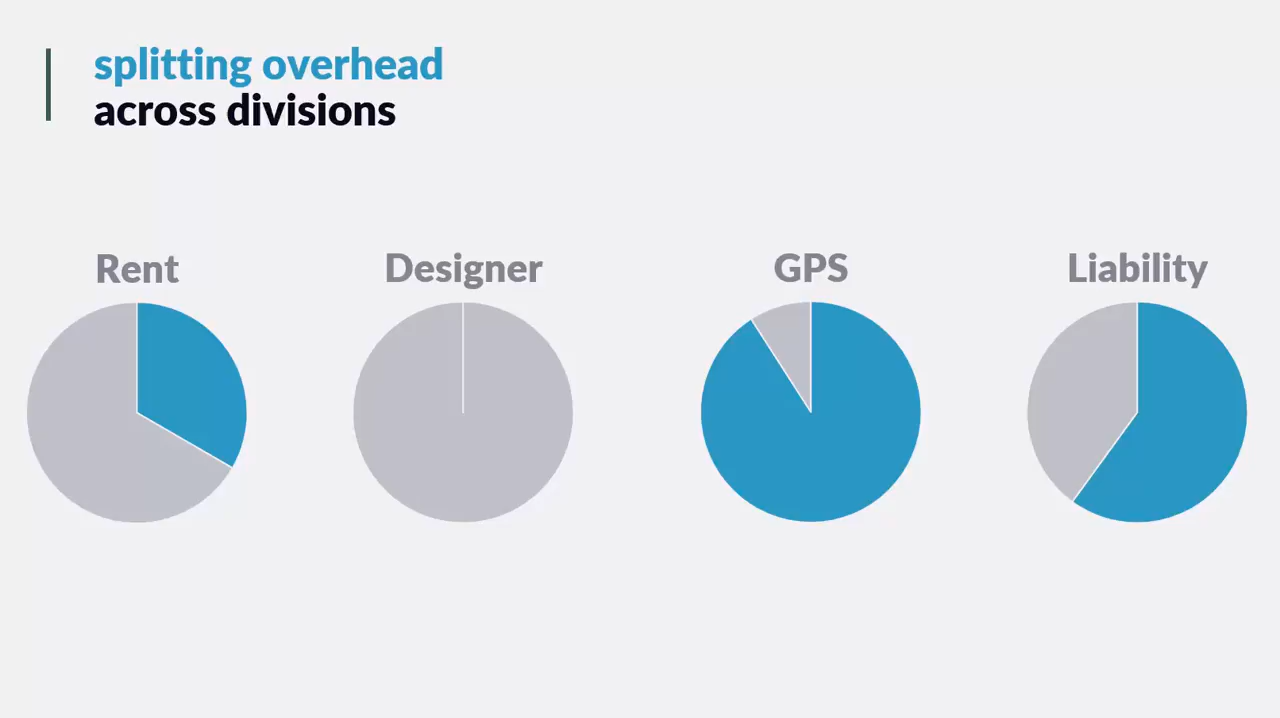 splitting overhead
across divisions
Rent
Designer
GPS
Liability